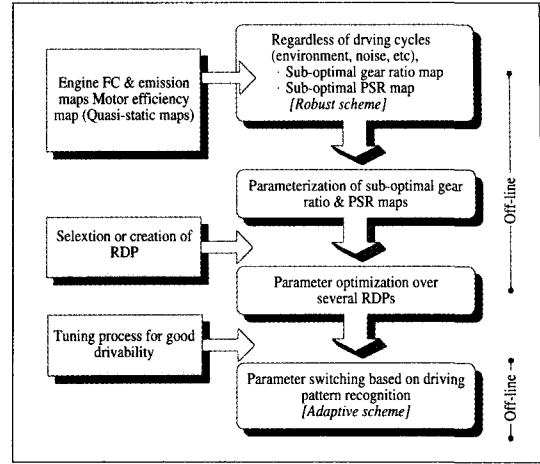 Regardless of drving cycles
(environment, noise, etc),
· Sub-optimal gear ratio map
· Sub-optimal PSR map
[Robust scheme]
Engine FC & emission
maps Motor efficiency
map (Quasi-static maps)
Parameterization of sub-optimal gear
ratio & PSR maps
Off-line
Selextion or creation of
RDP
Parameter optimization over
several RDPs
Tuning process for good
drivability
Parameter switching based on driving
pattern recognition
[Adaptive scheme]
Off-line